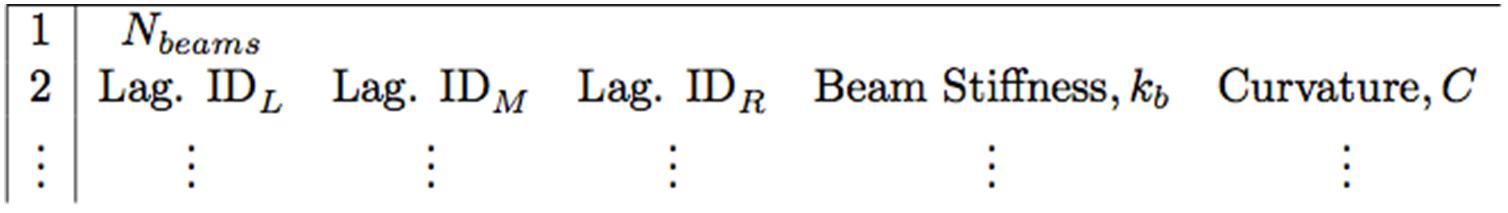 1 N_beams
2 Lag. ID_L Lag. ID_M Lag. ID_R Beam Stiffness, k_b Curvature, C
⋮ ⋮ ⋮ ⋮ ⋮ ⋮